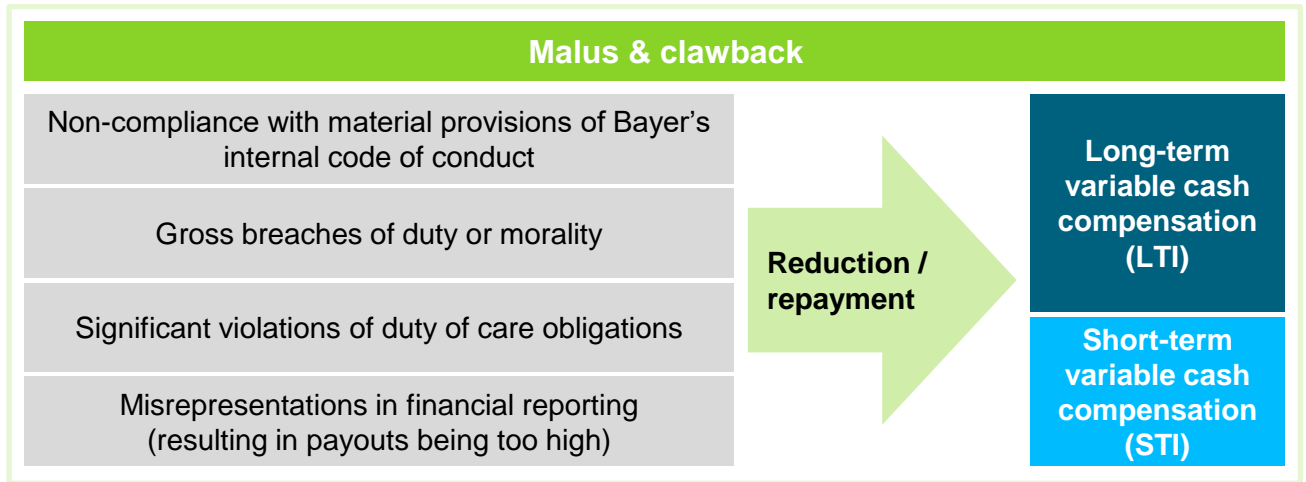 Malus & clawback
Non-compliance with material provisions of Bayer’s
internal code of conduct
Gross breaches of duty or morality
Significant violations of duty of care obligations
Misrepresentations in financial reporting
(resulting in payouts being too high)
Reduction /
repayment
Long-term
variable cash
compensation
(LTI)
Short-term
variable cash
compensation
(STI)